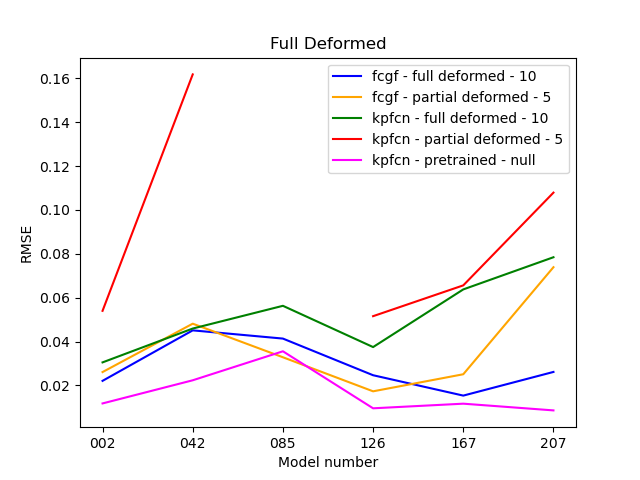 Full Deformed
fcgf - full deformed - 10
fcgf - partial deformed - 5
kpfcn - full deformed - 10
kpfcn - partial deformed - 5
kpfcn - pretrained - null
RMSE
0.16
0.14
0.12
0.10
0.08
0.06
0.04
0.02
002 042 085 126 167 207
Model number